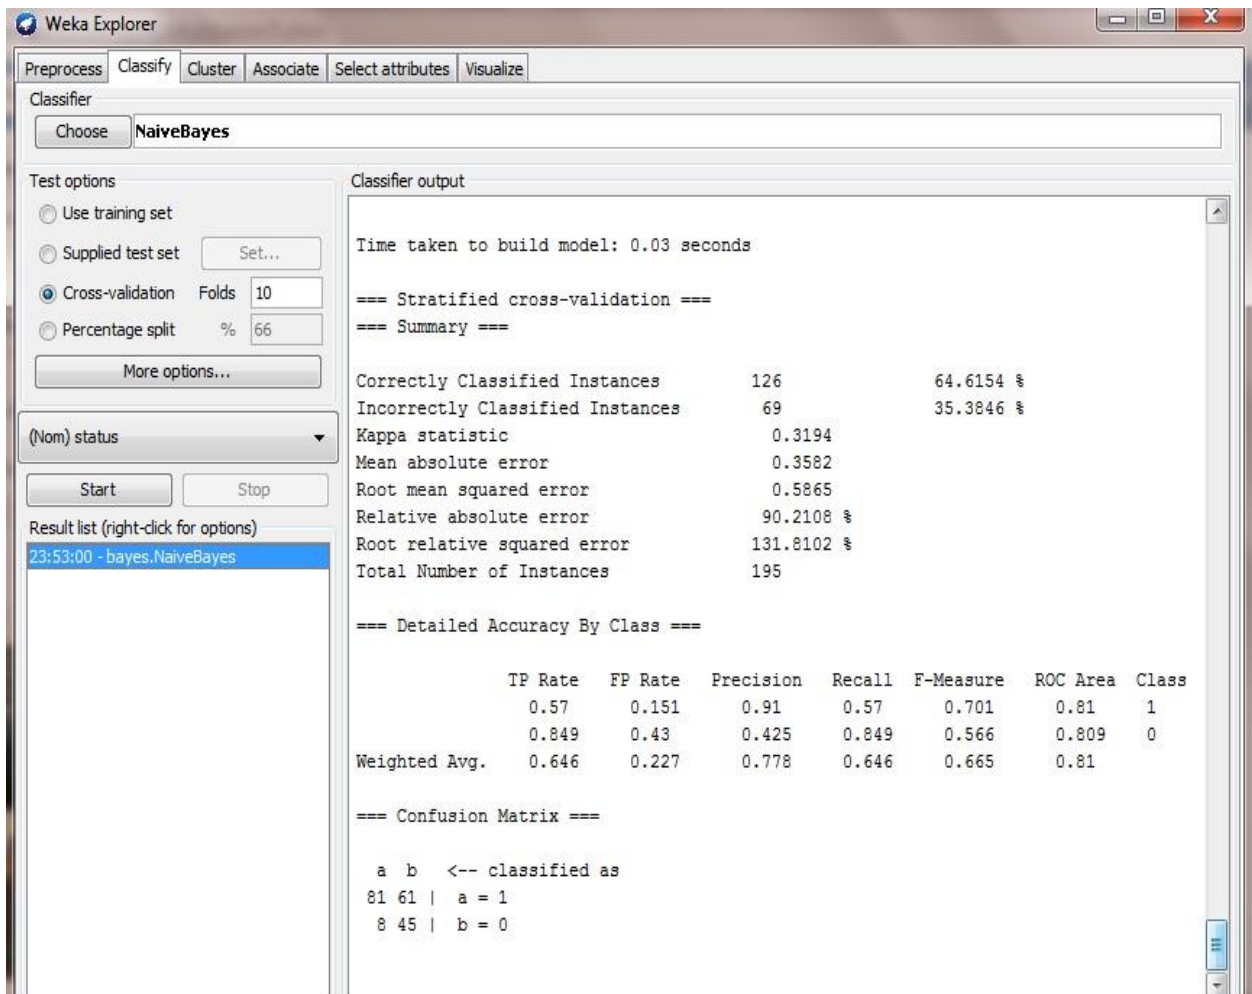 Weka Explorer
Preprocess Classify Cluster Associate Select attributes Visualize
Classifier
Choose NaiveBayes
Test options
Use training set
Supplied test set Set...
Cross-validation Folds 10
Percentage split % 66
More options...
(Nom) status
Start Stop
Result list (right-click for options)
23:53:00 - bayes.NaiveBayes
Classifier output
Time taken to build model: 0.03 seconds
=== Stratified cross-validation ===
=== Summary ===
Correctly Classified Instances 126 64.6154 %
Incorrectly Classified Instances 69 35.3846 %
Kappa statistic 0.3194
Mean absolute error 0.3582
Root mean squared error 0.5865
Relative absolute error 90.2108 %
Root relative squared error 131.8102 %
Total Number of Instances 195
=== Detailed Accuracy By Class ===
TP Rate FP Rate Precision Recall F-Measure ROC Area Class
0.57 0.151 0.91 0.57 0.701 0.81 1
0.849 0.43 0.425 0.849 0.566 0.809 0
Weighted Avg. 0.646 0.227 0.778 0.646 0.665 0.81
=== Confusion Matrix ===
a b <-- classified as
81 61 | a = 1
8 45 | b = 0